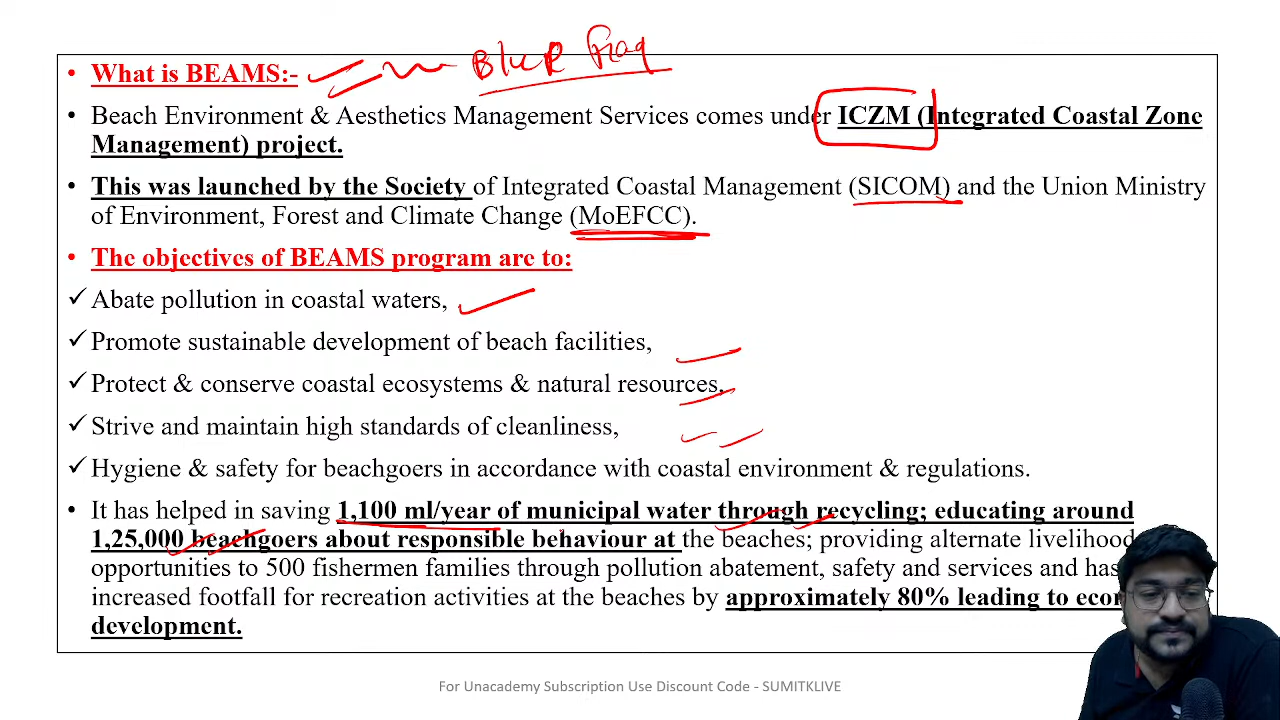 Blue flag
• What is BEAMS:-
• Beach Environment & Aesthetics Management Services comes under ICZM (Integrated Coastal Zone
Management) project.
• This was launched by the Society of Integrated Coastal Management (SICOM) and the Union Ministry
of Environment, Forest and Climate Change (MoEFCC).
• The objectives of BEAMS program are to:
✓ Abate pollution in coastal waters,
✓ Promote sustainable development of beach facilities,
✓ Protect & conserve coastal ecosystems & natural resources,
✓ Strive and maintain high standards of cleanliness,
✓ Hygiene & safety for beachgoers in accordance with coastal environment & regulations.
• It has helped in saving 1,100 ml/year of municipal water through recycling; educating around
1,25,000 beachgoers about responsible behaviour at the beaches; providing alternate livelihood
opportunities to 500 fishermen families through pollution abatement, safety and services and has
increased footfall for recreation activities at the beaches by approximately 80% leading to
development.
For Unacademy Subscription Use Discount Code - SUMITKLIVE